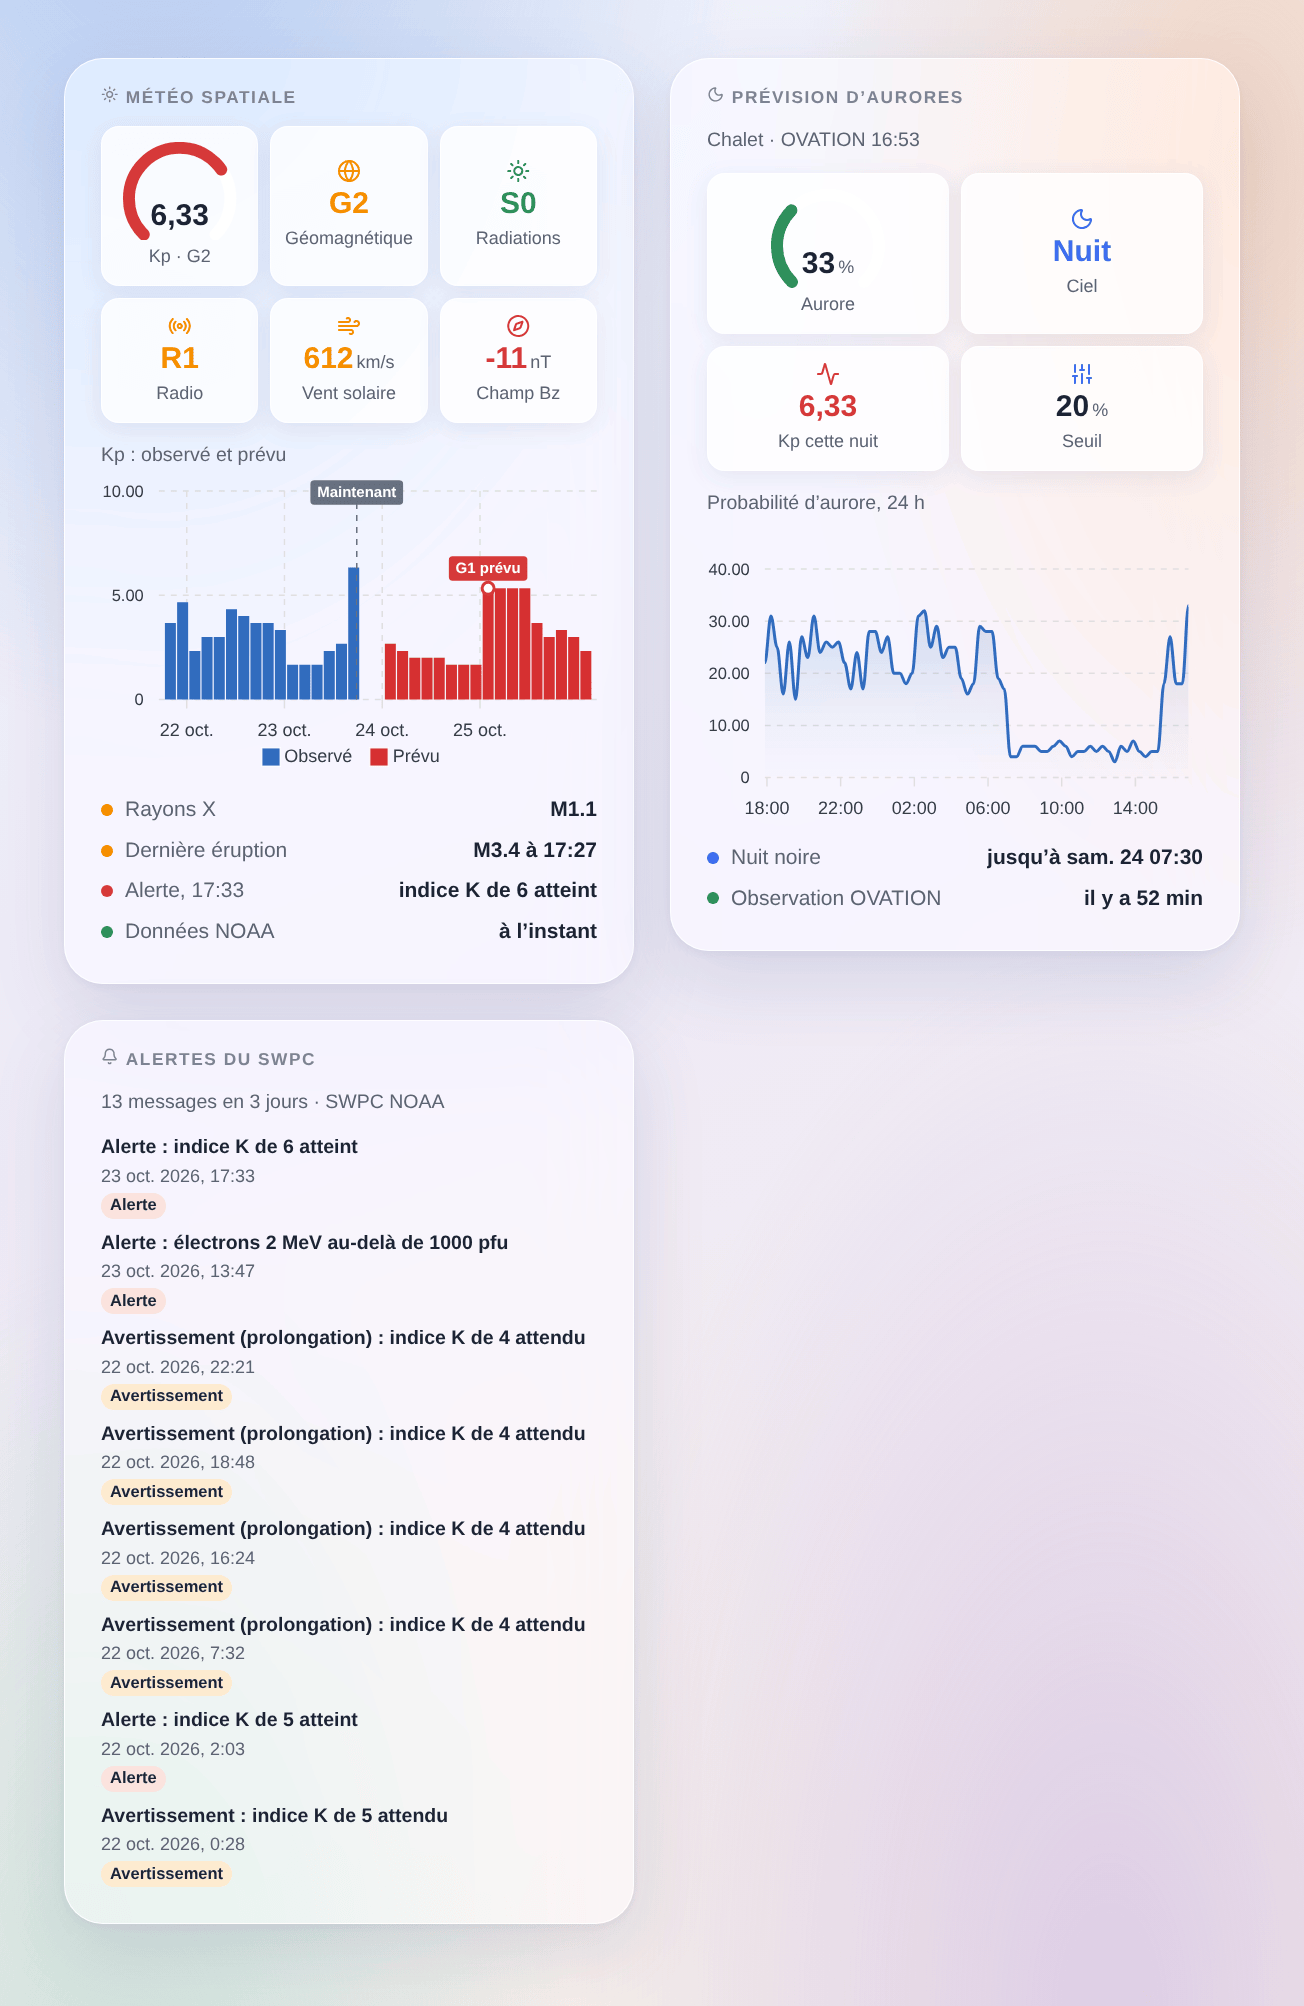 MÉTÉO SPATIALE
6,33
Kp · G2
G2
Géomagnétique
S0
Radiations
R1
Radio
612 km/s
Vent solaire
-11 nT
Champ Bz
Kp : observé et prévu
10.00
Maintenant
G1 prévu
5.00
0
22 oct. 23 oct. 24 oct. 25 oct.
Observé Prévu
Rayons X M1.1
Dernière éruption M3.4 à 17:27
Alerte, 17:33 indice K de 6 atteint
Données NOAA à l’instant
PRÉVISION D’AURORES
Chalet · OVATION 16:53
33 %
Aurore
Nuit
Ciel
6,33
Kp cette nuit
20 %
Seuil
Probabilité d’aurore, 24 h
40.00
30.00
20.00
10.00
0
18:00 22:00 02:00 06:00 10:00 14:00
Nuit noire jusqu’à sam. 24 07:30
Observation OVATION il y a 52 min
ALERTES DU SWPC
13 messages en 3 jours · SWPC NOAA
Alerte : indice K de 6 atteint
23 oct. 2026, 17:33
Alerte
Alerte : électrons 2 MeV au-delà de 1000 pfu
23 oct. 2026, 13:47
Alerte
Avertissement (prolongation) : indice K de 4 attendu
22 oct. 2026, 22:21
Avertissement
Avertissement (prolongation) : indice K de 4 attendu
22 oct. 2026, 18:48
Avertissement
Avertissement (prolongation) : indice K de 4 attendu
22 oct. 2026, 16:24
Avertissement
Avertissement (prolongation) : indice K de 4 attendu
22 oct. 2026, 7:32
Avertissement
Alerte : indice K de 5 atteint
22 oct. 2026, 2:03
Alerte
Avertissement : indice K de 5 attendu
22 oct. 2026, 0:28
Avertissement